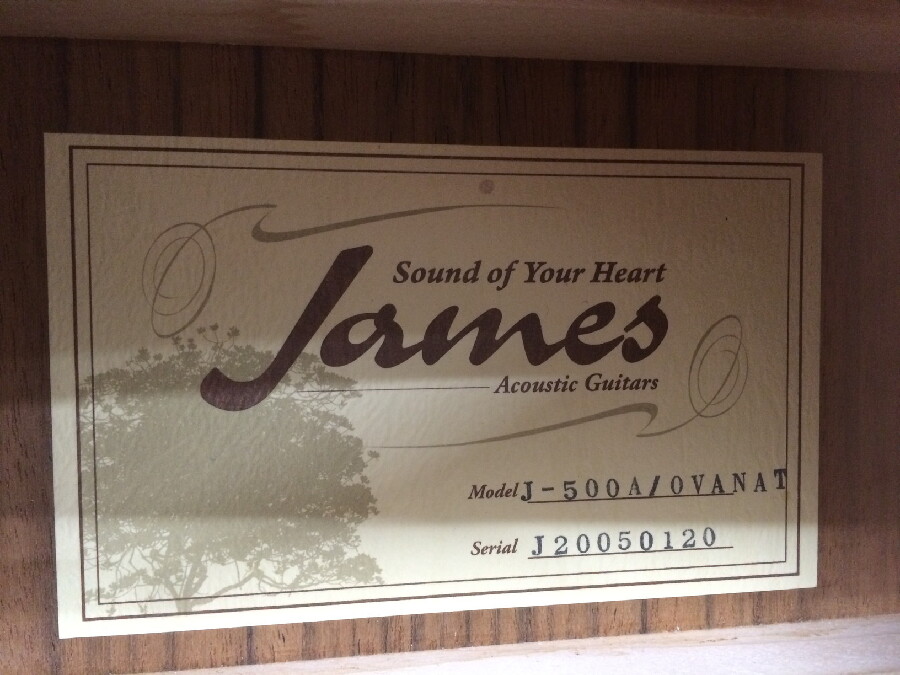 Sound of Your Heart
James
Acoustic Guitars
Model J-500A/OVANAT
Serial J20050120